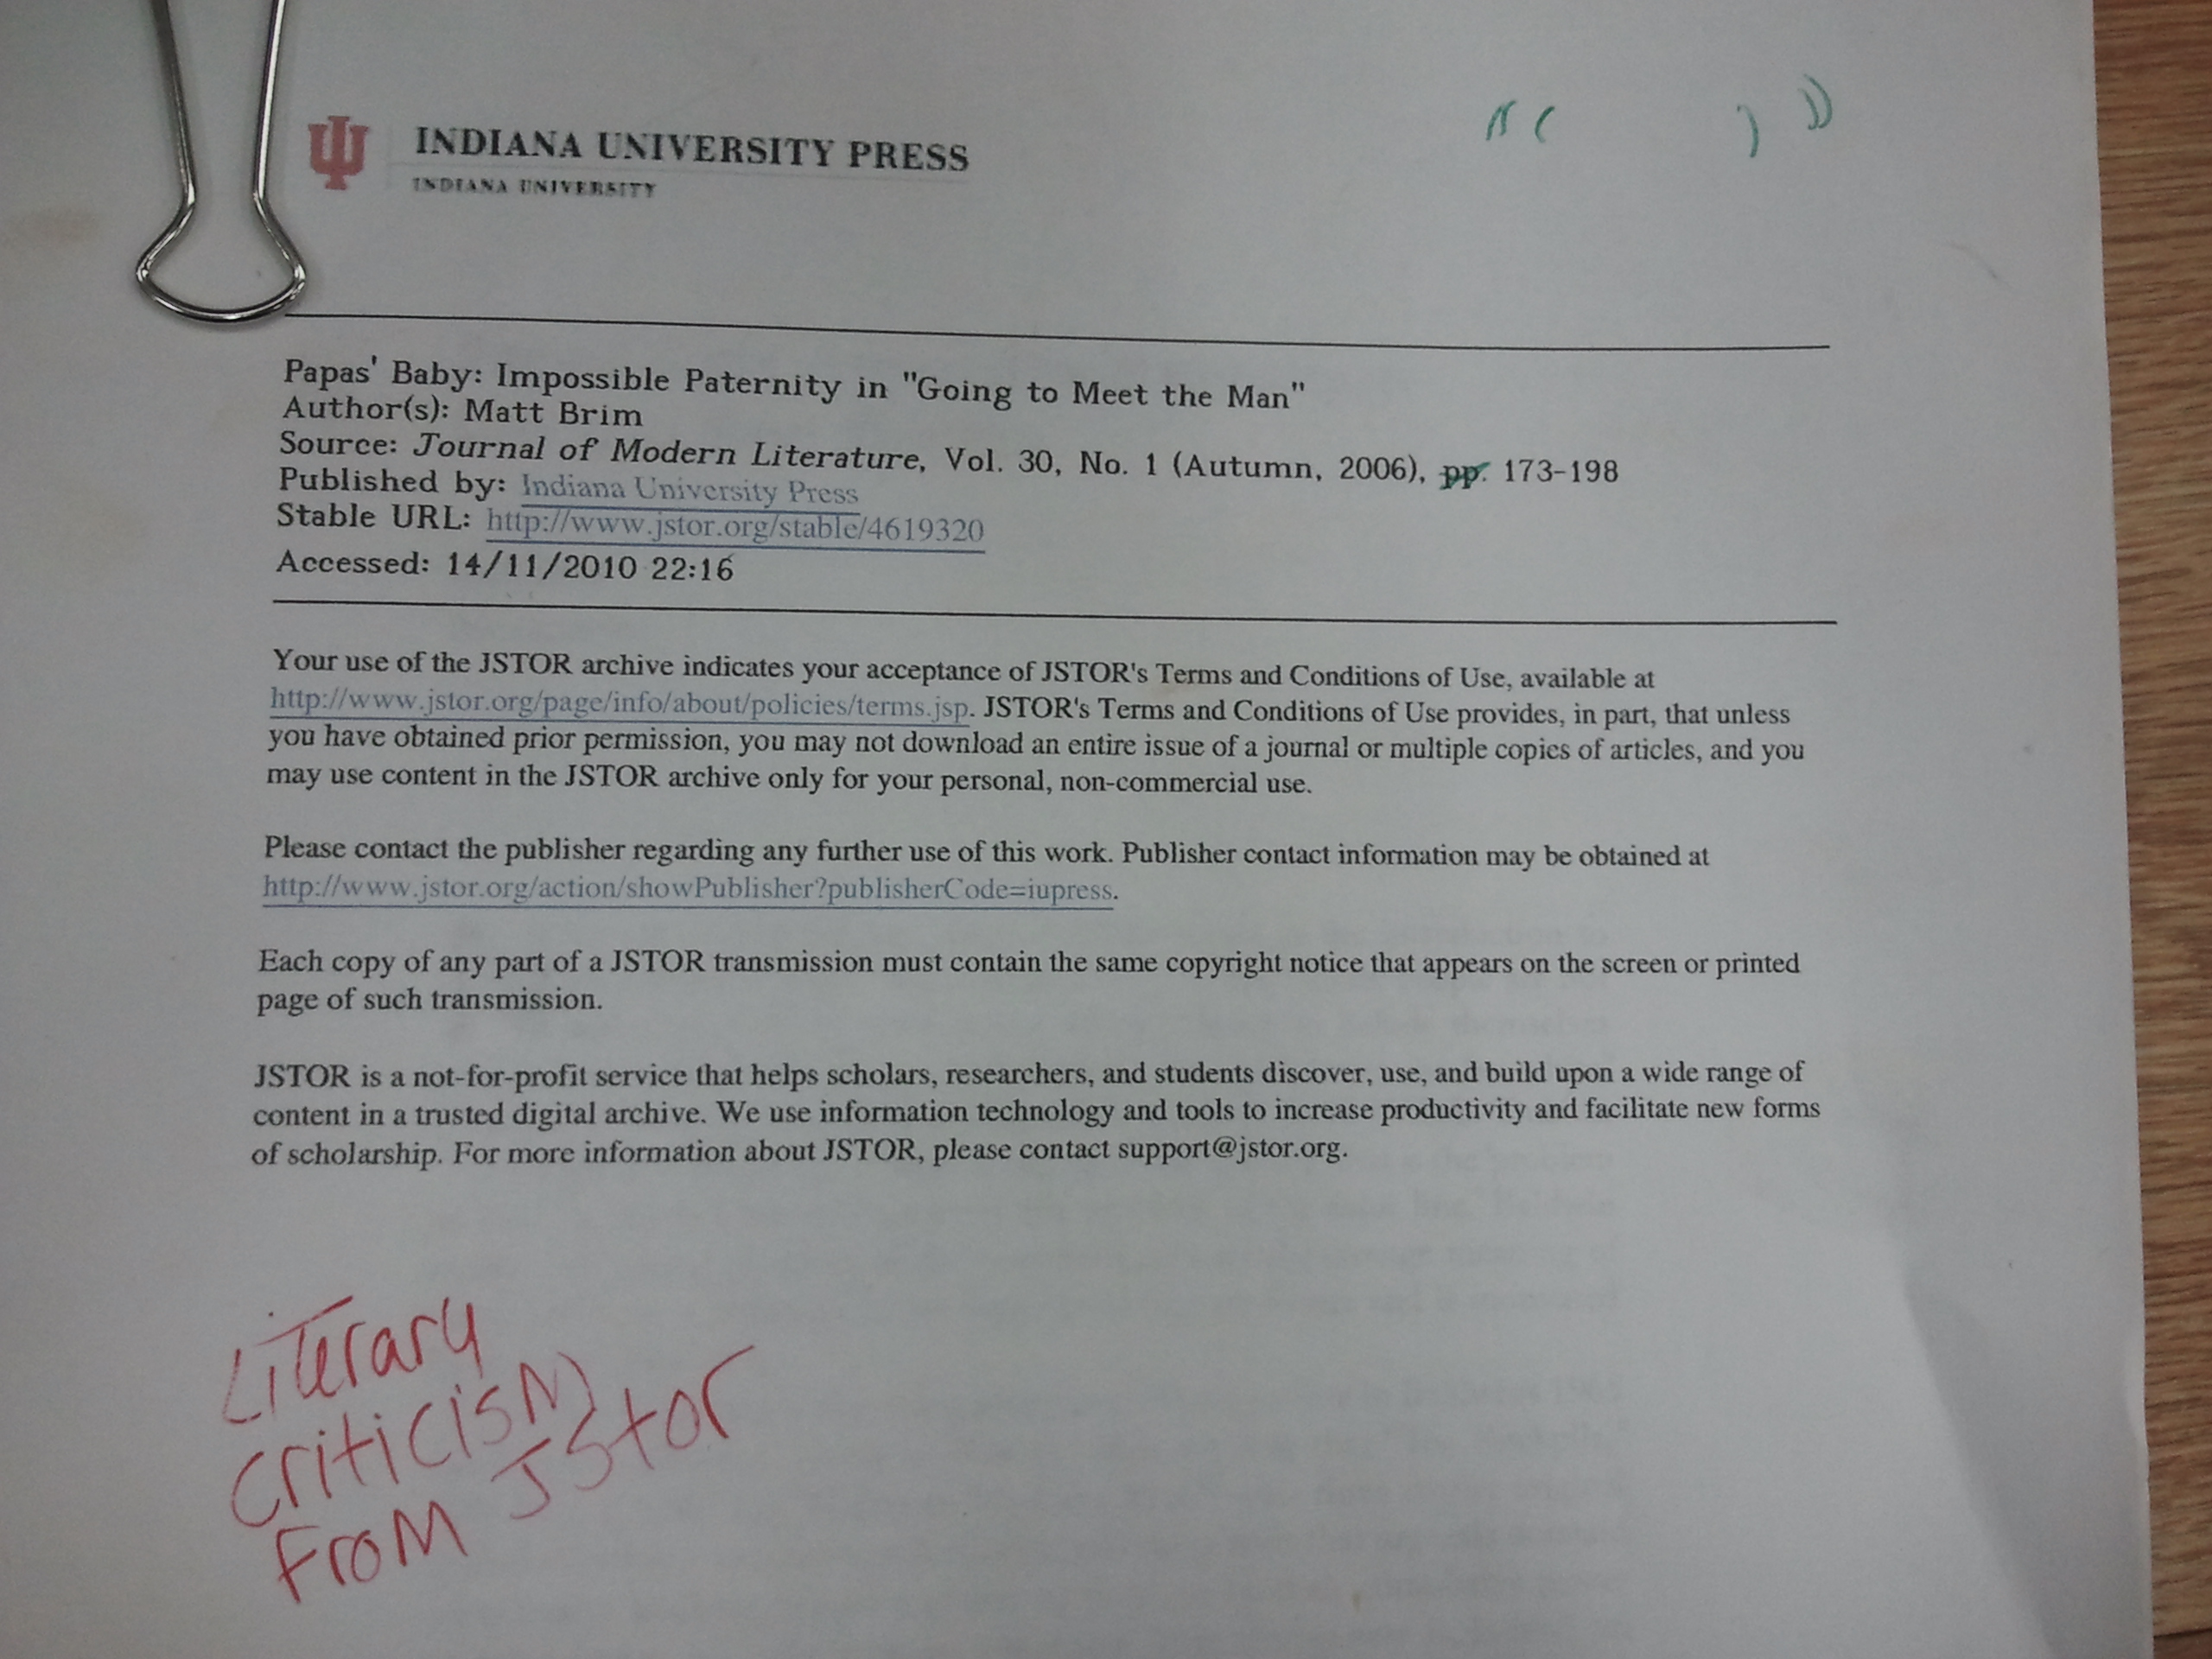 INDIANA UNIVERSITY PRESS
INDIANA UNIVERSITY
Papas' Baby: Impossible Paternity in "Going to Meet the Man"
Author(s): Matt Brim
Source: Journal of Modern Literature, Vol. 30, No. 1 (Autumn, 2006), pp. 173-198
Published by: Indiana University Press
Stable URL: http://www.jstor.org/stable/4619320
Accessed: 14/11/2010 22:16
Your use of the JSTOR archive indicates your acceptance of JSTOR's Terms and Conditions of Use, available at
http://www.jstor.org/page/info/about/policies/terms.jsp. JSTOR's Terms and Conditions of Use provides, in part, that unless
you have obtained prior permission, you may not download an entire issue of a journal or multiple copies of articles, and you
may use content in the JSTOR archive only for your personal, non-commercial use.
Please contact the publisher regarding any further use of this work. Publisher contact information may be obtained at
http://www.jstor.org/action/showPublisher?publisherCode=iupress.
Each copy of any part of a JSTOR transmission must contain the same copyright notice that appears on the screen or printed
page of such transmission.
JSTOR is a not-for-profit service that helps scholars, researchers, and students discover, use, and build upon a wide range of
content in a trusted digital archive. We use information technology and tools to increase productivity and facilitate new forms
of scholarship. For more information about JSTOR, please contact support@jstor.org.
Literary
criticism
From JStor